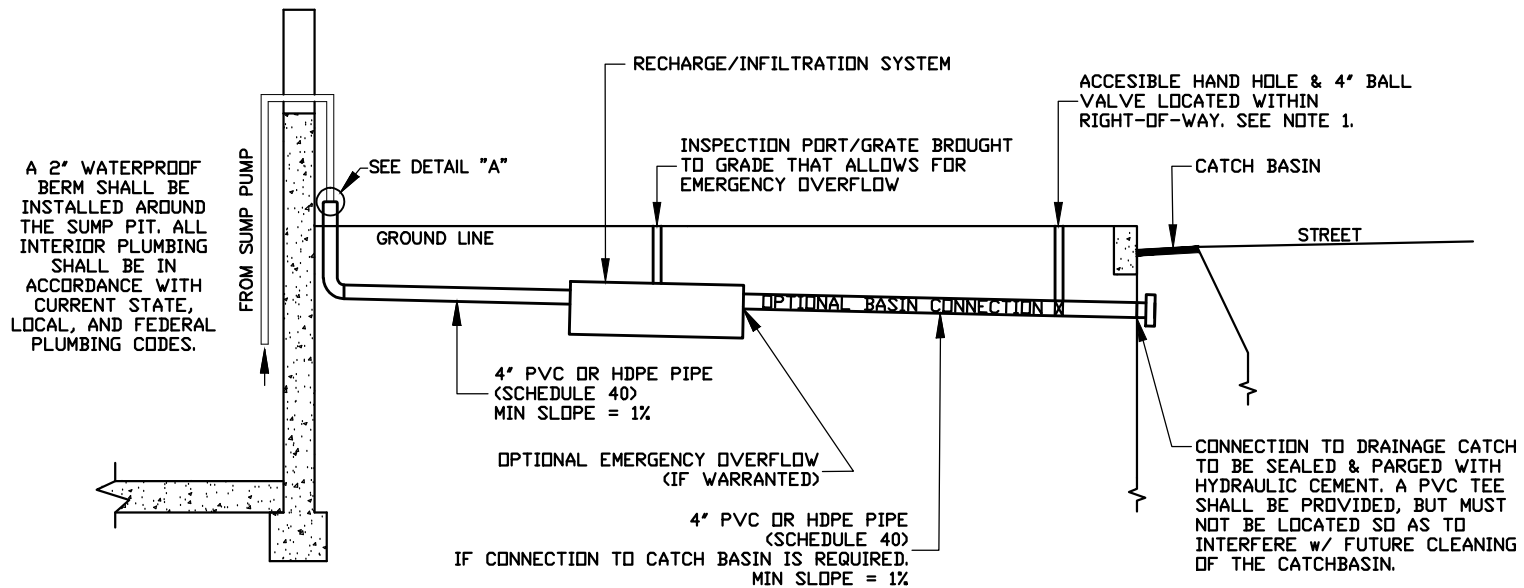 RECHARGE/INFILTRATION SYSTEM
ACCESIBLE HAND HOLE & 4" BALL
VALVE LOCATED WITHIN
RIGHT-OF-WAY. SEE NOTE 1.
INSPECTION PORT/GRATE BROUGHT
TO GRADE THAT ALLOWS FOR
EMERGENCY OVERFLOW
CATCH BASIN
SEE DETAIL "A"
A 2" WATERPROOF
BERM SHALL BE
INSTALLED AROUND
THE SUMP PIT. ALL
INTERIOR PLUMBING
SHALL BE IN
ACCORDANCE WITH
CURRENT STATE,
LOCAL, AND FEDERAL
PLUMBING CODES.
FROM SUMP PUMP
GROUND LINE
STREET
OPTIONAL BASIN CONNECTION X
4" PVC OR HDPE PIPE
(SCHEDULE 40)
MIN SLOPE = 1%
OPTIONAL EMERGENCY OVERFLOW
(IF WARRANTED)
4" PVC OR HDPE PIPE
(SCHEDULE 40)
IF CONNECTION TO CATCH BASIN IS REQUIRED.
MIN SLOPE = 1%
CONNECTION TO DRAINAGE CATCH
TO BE SEALED & PARGED WITH
HYDRAULIC CEMENT. A PVC TEE
SHALL BE PROVIDED, BUT MUST
NOT BE LOCATED SO AS TO
INTERFERE w/ FUTURE CLEANING
OF THE CATCHBASIN.